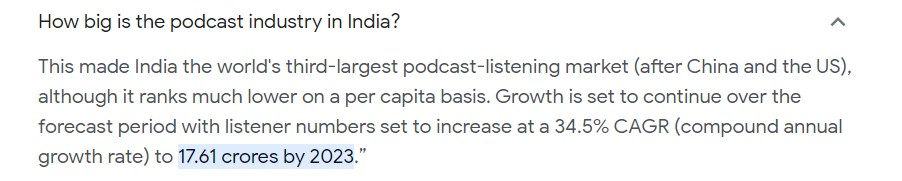 How big is the podcast industry in India?
This made India the world's third-largest podcast-listening market (after China and the US),
although it ranks much lower on a per capita basis. Growth is set to continue over the
forecast period with listener numbers set to increase at a 34.5% CAGR (compound annual
growth rate) to 17.61 crores by 2023.”